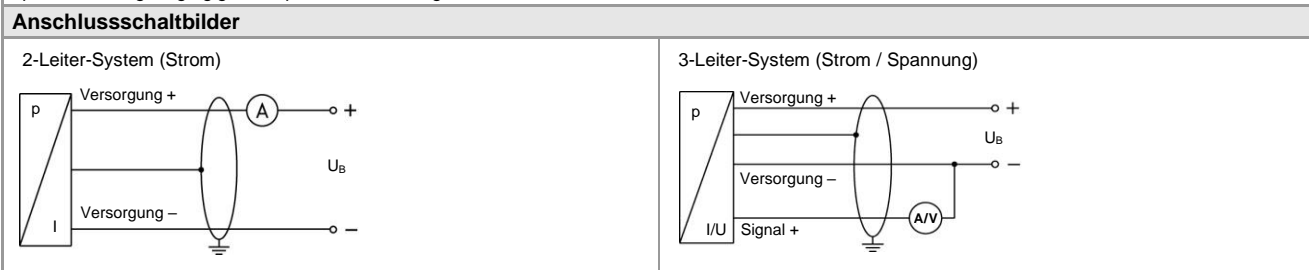 Anschlussschaltbilder
2-Leiter-System (Strom)
p
Versorgung +
A
+
U_B
I
Versorgung –
–
3-Leiter-System (Strom / Spannung)
p
Versorgung +
+
U_B
–
Versorgung –
A/V
I/U
Signal +